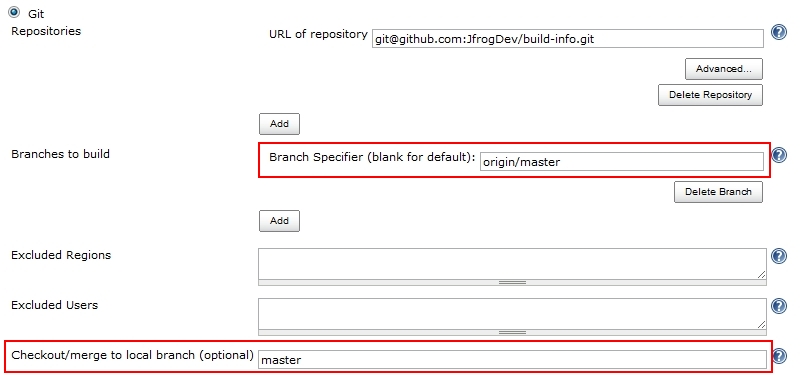 Git
Repositories
URL of repository git@github.com:JfrogDev/build-info.git
Advanced...
Delete Repository
Add
Branches to build
Branch Specifier (blank for default): origin/master
Delete Branch
Add
Excluded Regions
Excluded Users
Checkout/merge to local branch (optional) master